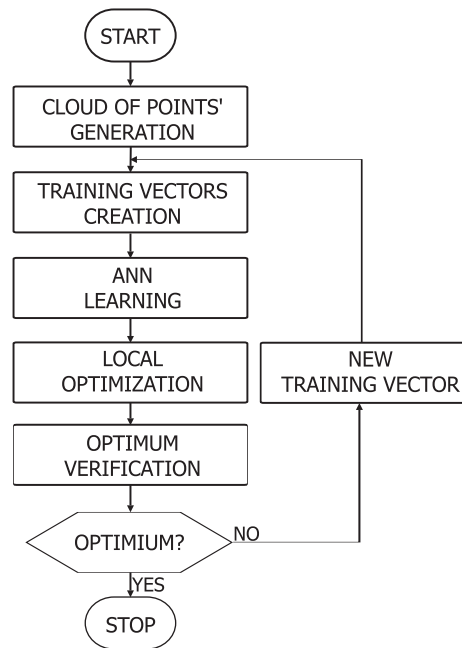 START
CLOUD OF POINTS'
GENERATION
TRAINING VECTORS
CREATION
ANN
LEARNING
LOCAL
OPTIMIZATION
NEW
TRAINING VECTOR
OPTIMUM
VERIFICATION
OPTIMIUM?
NO
YES
STOP